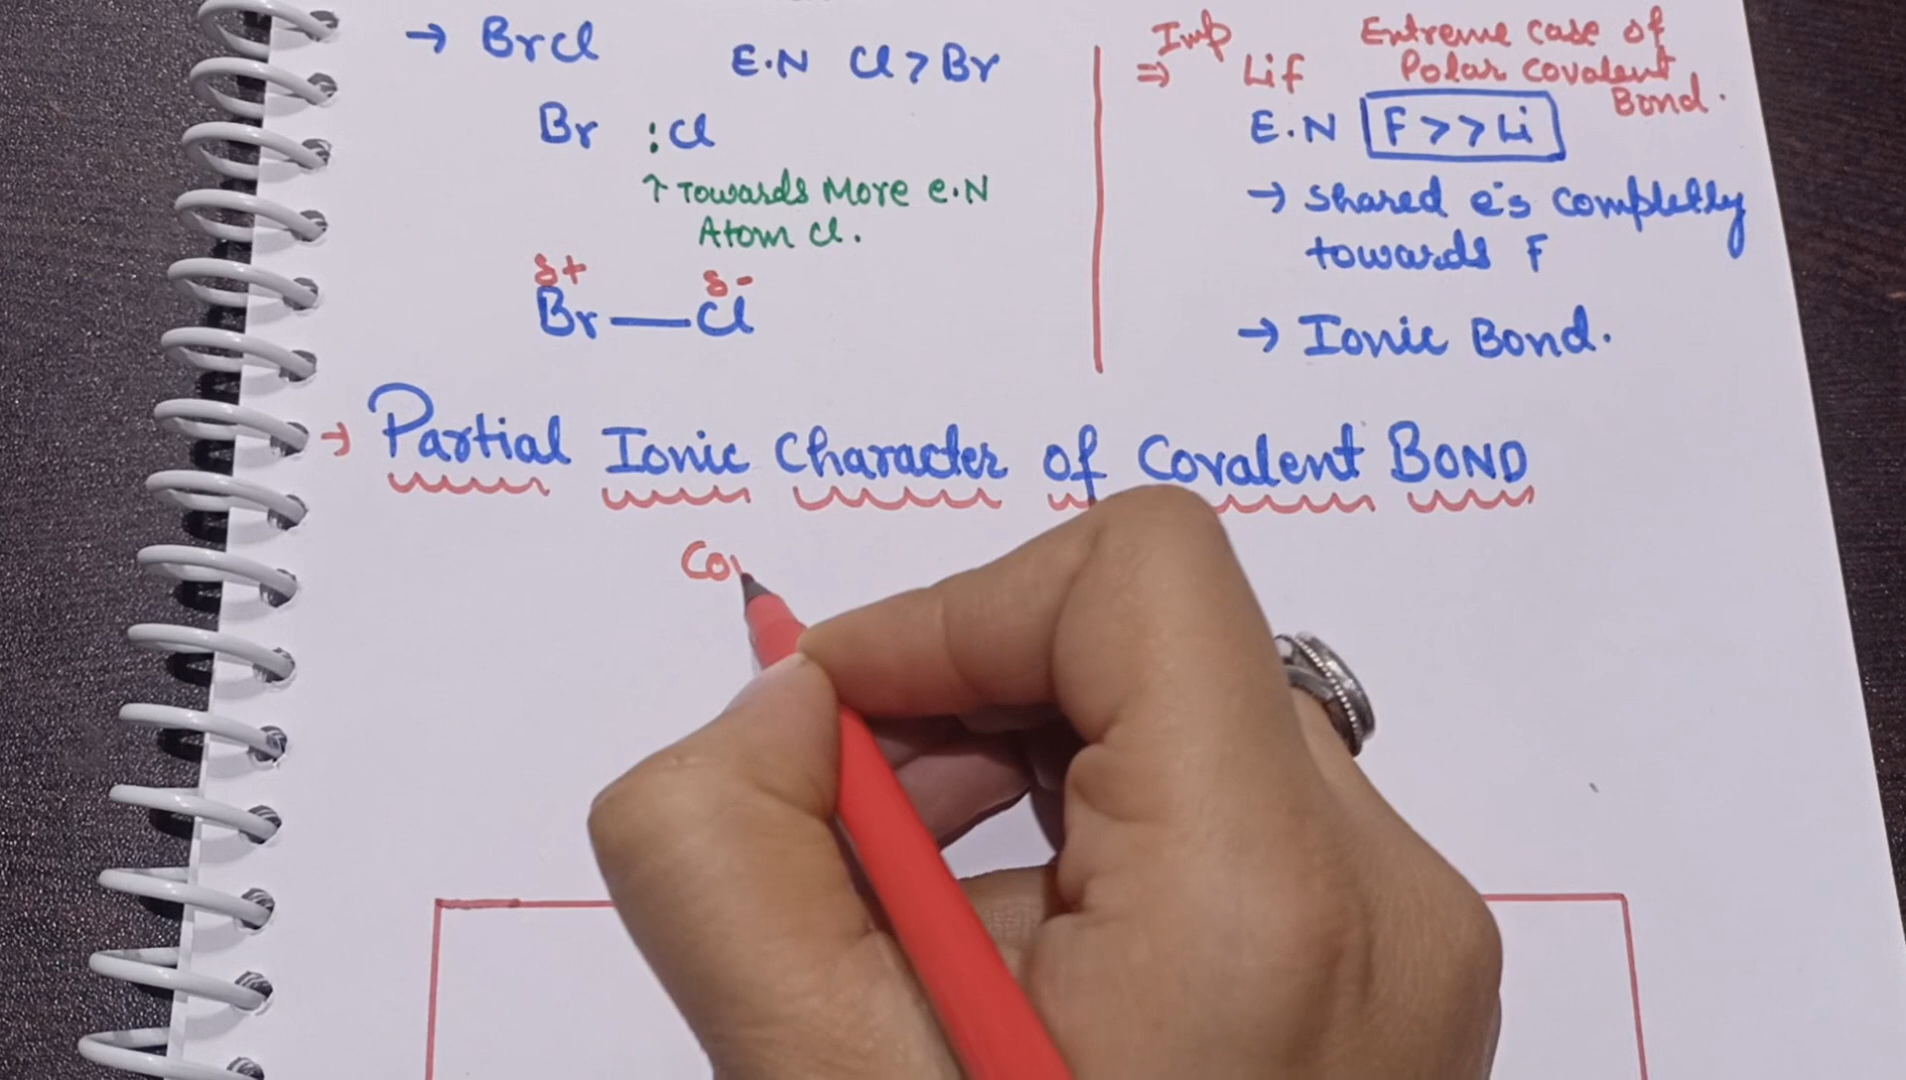 → BrCl
E.N Cl > Br
Br :Cl
↑ Towards More e.N
Atom Cl.
δ+ δ-
Br — Cl
Imp
⇒ Lif
Extreme case of
Polar covalent
Bond.
E.N F >> Li
→ shared e's completly
towards F
→ Ionic Bond.
→ Partial Ionic Character of Covalent BOND
Cov